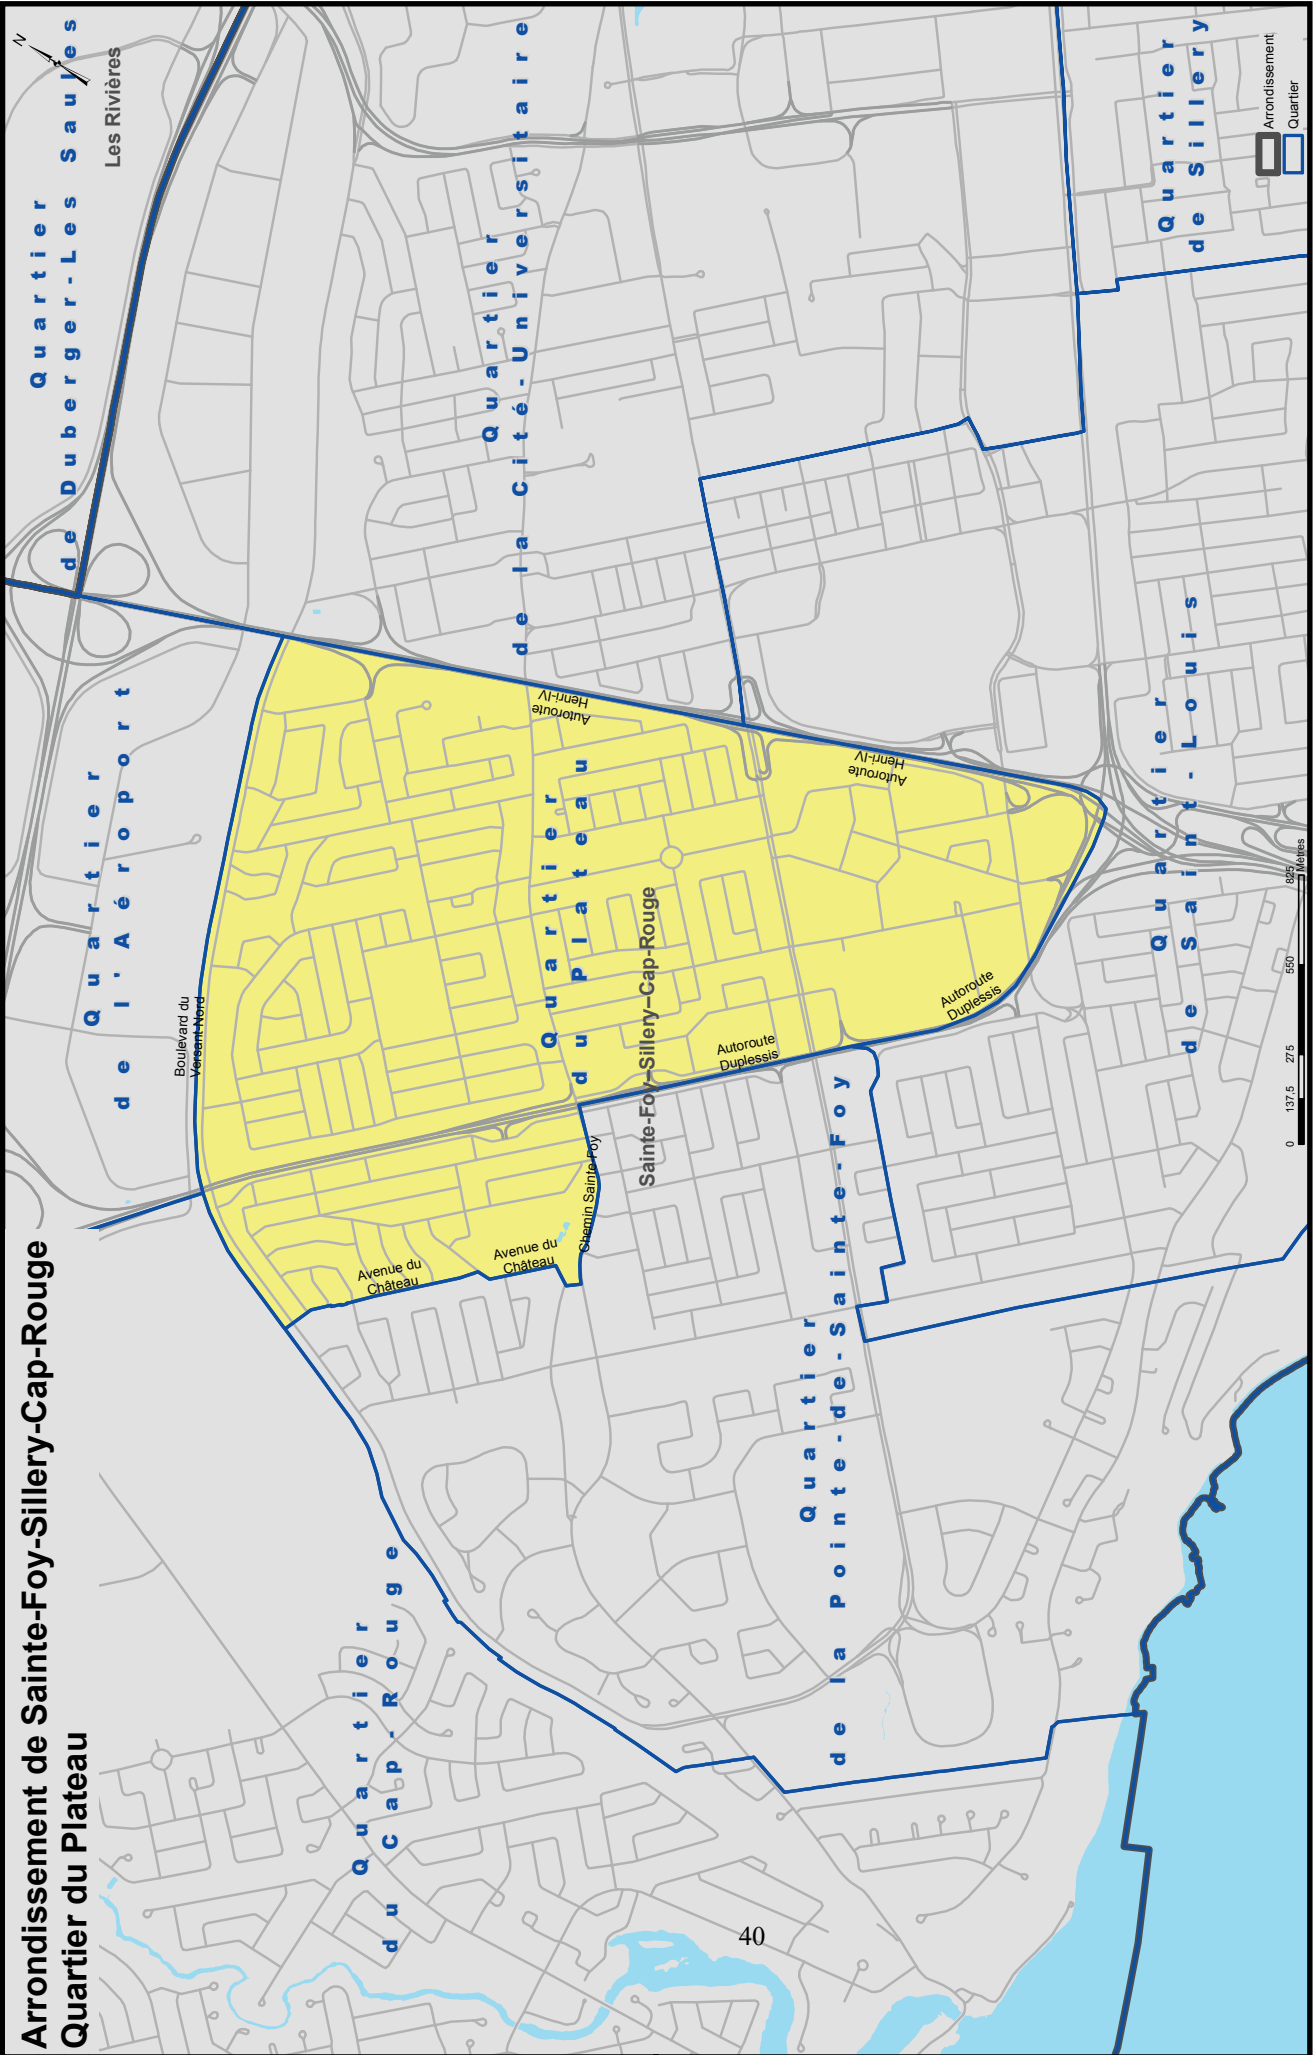 Arrondissement de Sainte-Foy-Sillery-Cap-Rouge
Quartier du Plateau
N
Les Rivières
Quartier
de Duberger-Les Saules
Quartier
de l'Aéroport
Quartier
de la Cité-Universitaire
Quartier
de Sillery
Quartier
du Plateau
Sainte-Foy–Sillery–Cap-Rouge
Quartier
de Saint-Louis
Quartier
de la Pointe-de-Sainte-Foy
Quartier
du Cap-Rouge
Boulevard du
Versant-Nord
Autoroute
Henri-IV
Autoroute
Henri-IV
Autoroute
Duplessis
Autoroute
Duplessis
Chemin Sainte-Foy
Avenue du
Château
Avenue du
Château
Arrondissement
Quartier
0 137,5 275 550 825
Mètres
40